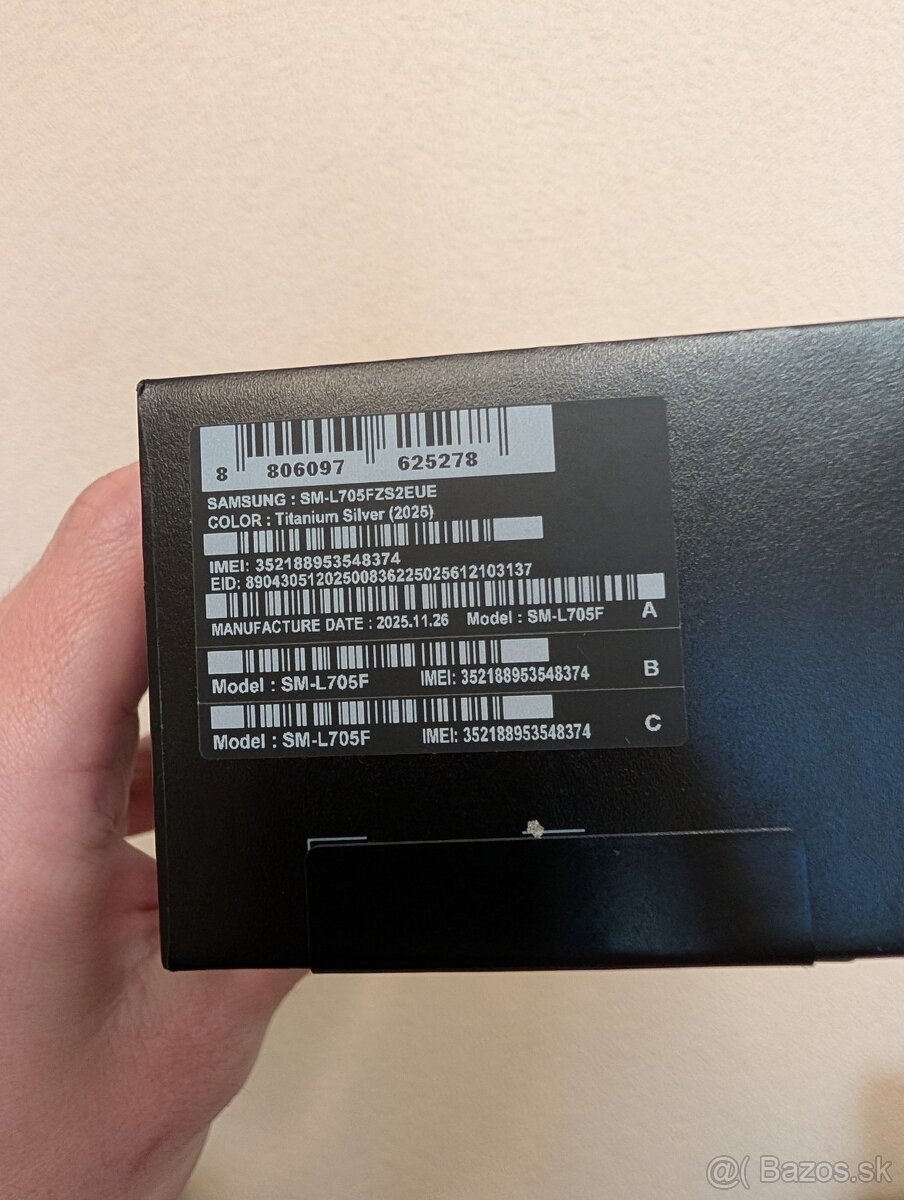 8 806097 625278
SAMSUNG : SM-L705FZS2EUE
COLOR : Titanium Silver (2025)
IMEI: 352188953548374
EID: 89043051202500836225025612103137
MANUFACTURE DATE : 2025.11.26 Model : SM-L705F A
Model : SM-L705F IMEI: 352188953548374 B
Model : SM-L705F IMEI: 352188953548374 C
@( Bazos.sk